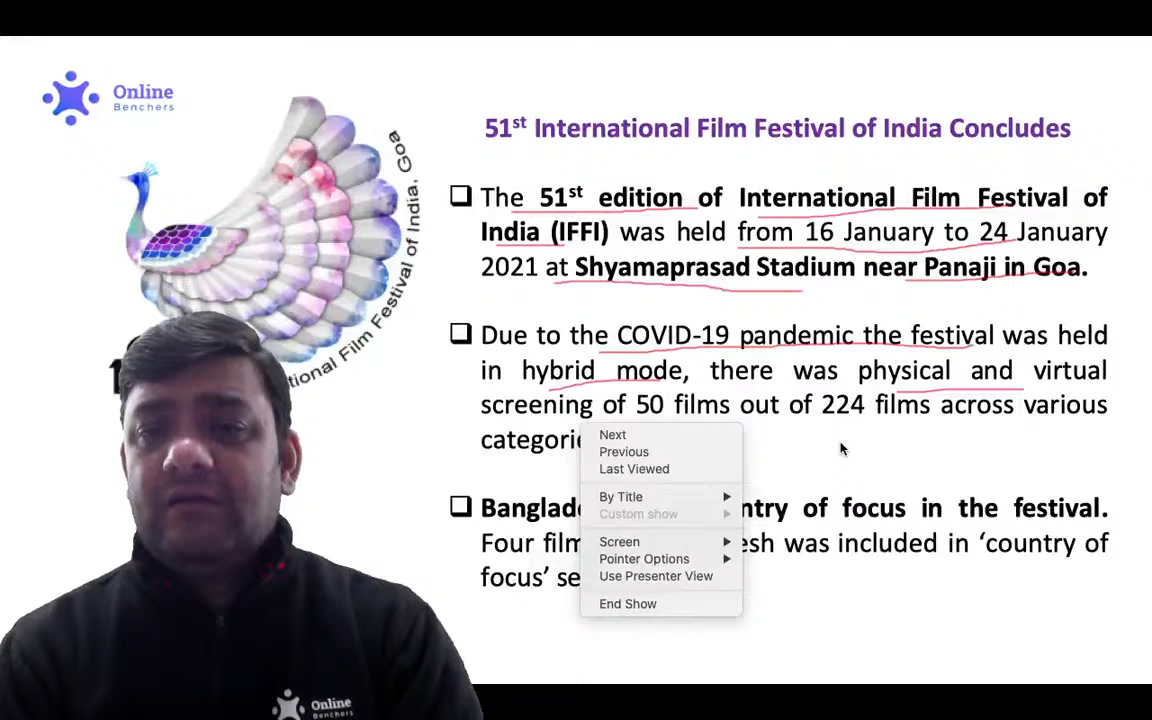 Online
Benchers
51st International Film Festival of India Concludes
The 51st edition of International Film Festival of
India (IFFI) was held from 16 January to 24 January
2021 at Shyamaprasad Stadium near Panaji in Goa.
Due to the COVID-19 pandemic the festival was held
in hybrid mode, there was physical and virtual
screening of 50 films out of 224 films across various
Next
Previous
Last Viewed
By Title
Custom show
Screen
Pointer Options
Use Presenter View
End Show
of focus in the festival.
Four
was included in ‘country of
focus’
International Film Festival of India, Goa
Online
Benchers